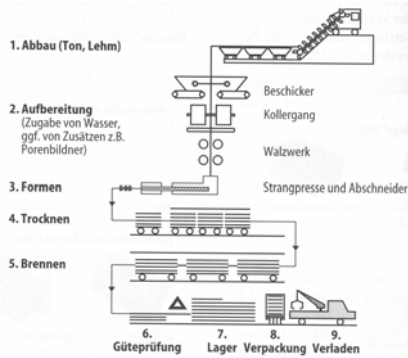 1. Abbau (Ton, Lehm)
Beschicker
2. Aufbereitung
(Zugabe von Wasser,
ggf. von Zusätzen z.B.
Porenbildner)
Kollergang
Walzwerk
3. Formen
Strangpresse und Abschneider
4. Trocknen
5. Brennen
6.
Güteprüfung
7.
Lager
8.
Verpackung
9.
Verladen